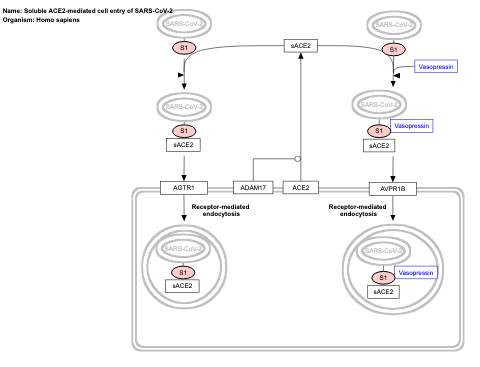 Name: Soluble ACE2-mediated cell entry of SARS-CoV-2
Organism: Homo sapiens
SARS-CoV-2
SARS-CoV-2
S1
sACE2
S1
Vasopressin
SARS-CoV-2
SARS-CoV-2
S1
S1
Vasopressin
sACE2
sACE2
AGTR1
ADAM17
ACE2
AVPR1B
Receptor-mediated
endocytosis
Receptor-mediated
endocytosis
SARS-CoV-2
SARS-CoV-2
S1
S1
Vasopressin
sACE2
sACE2